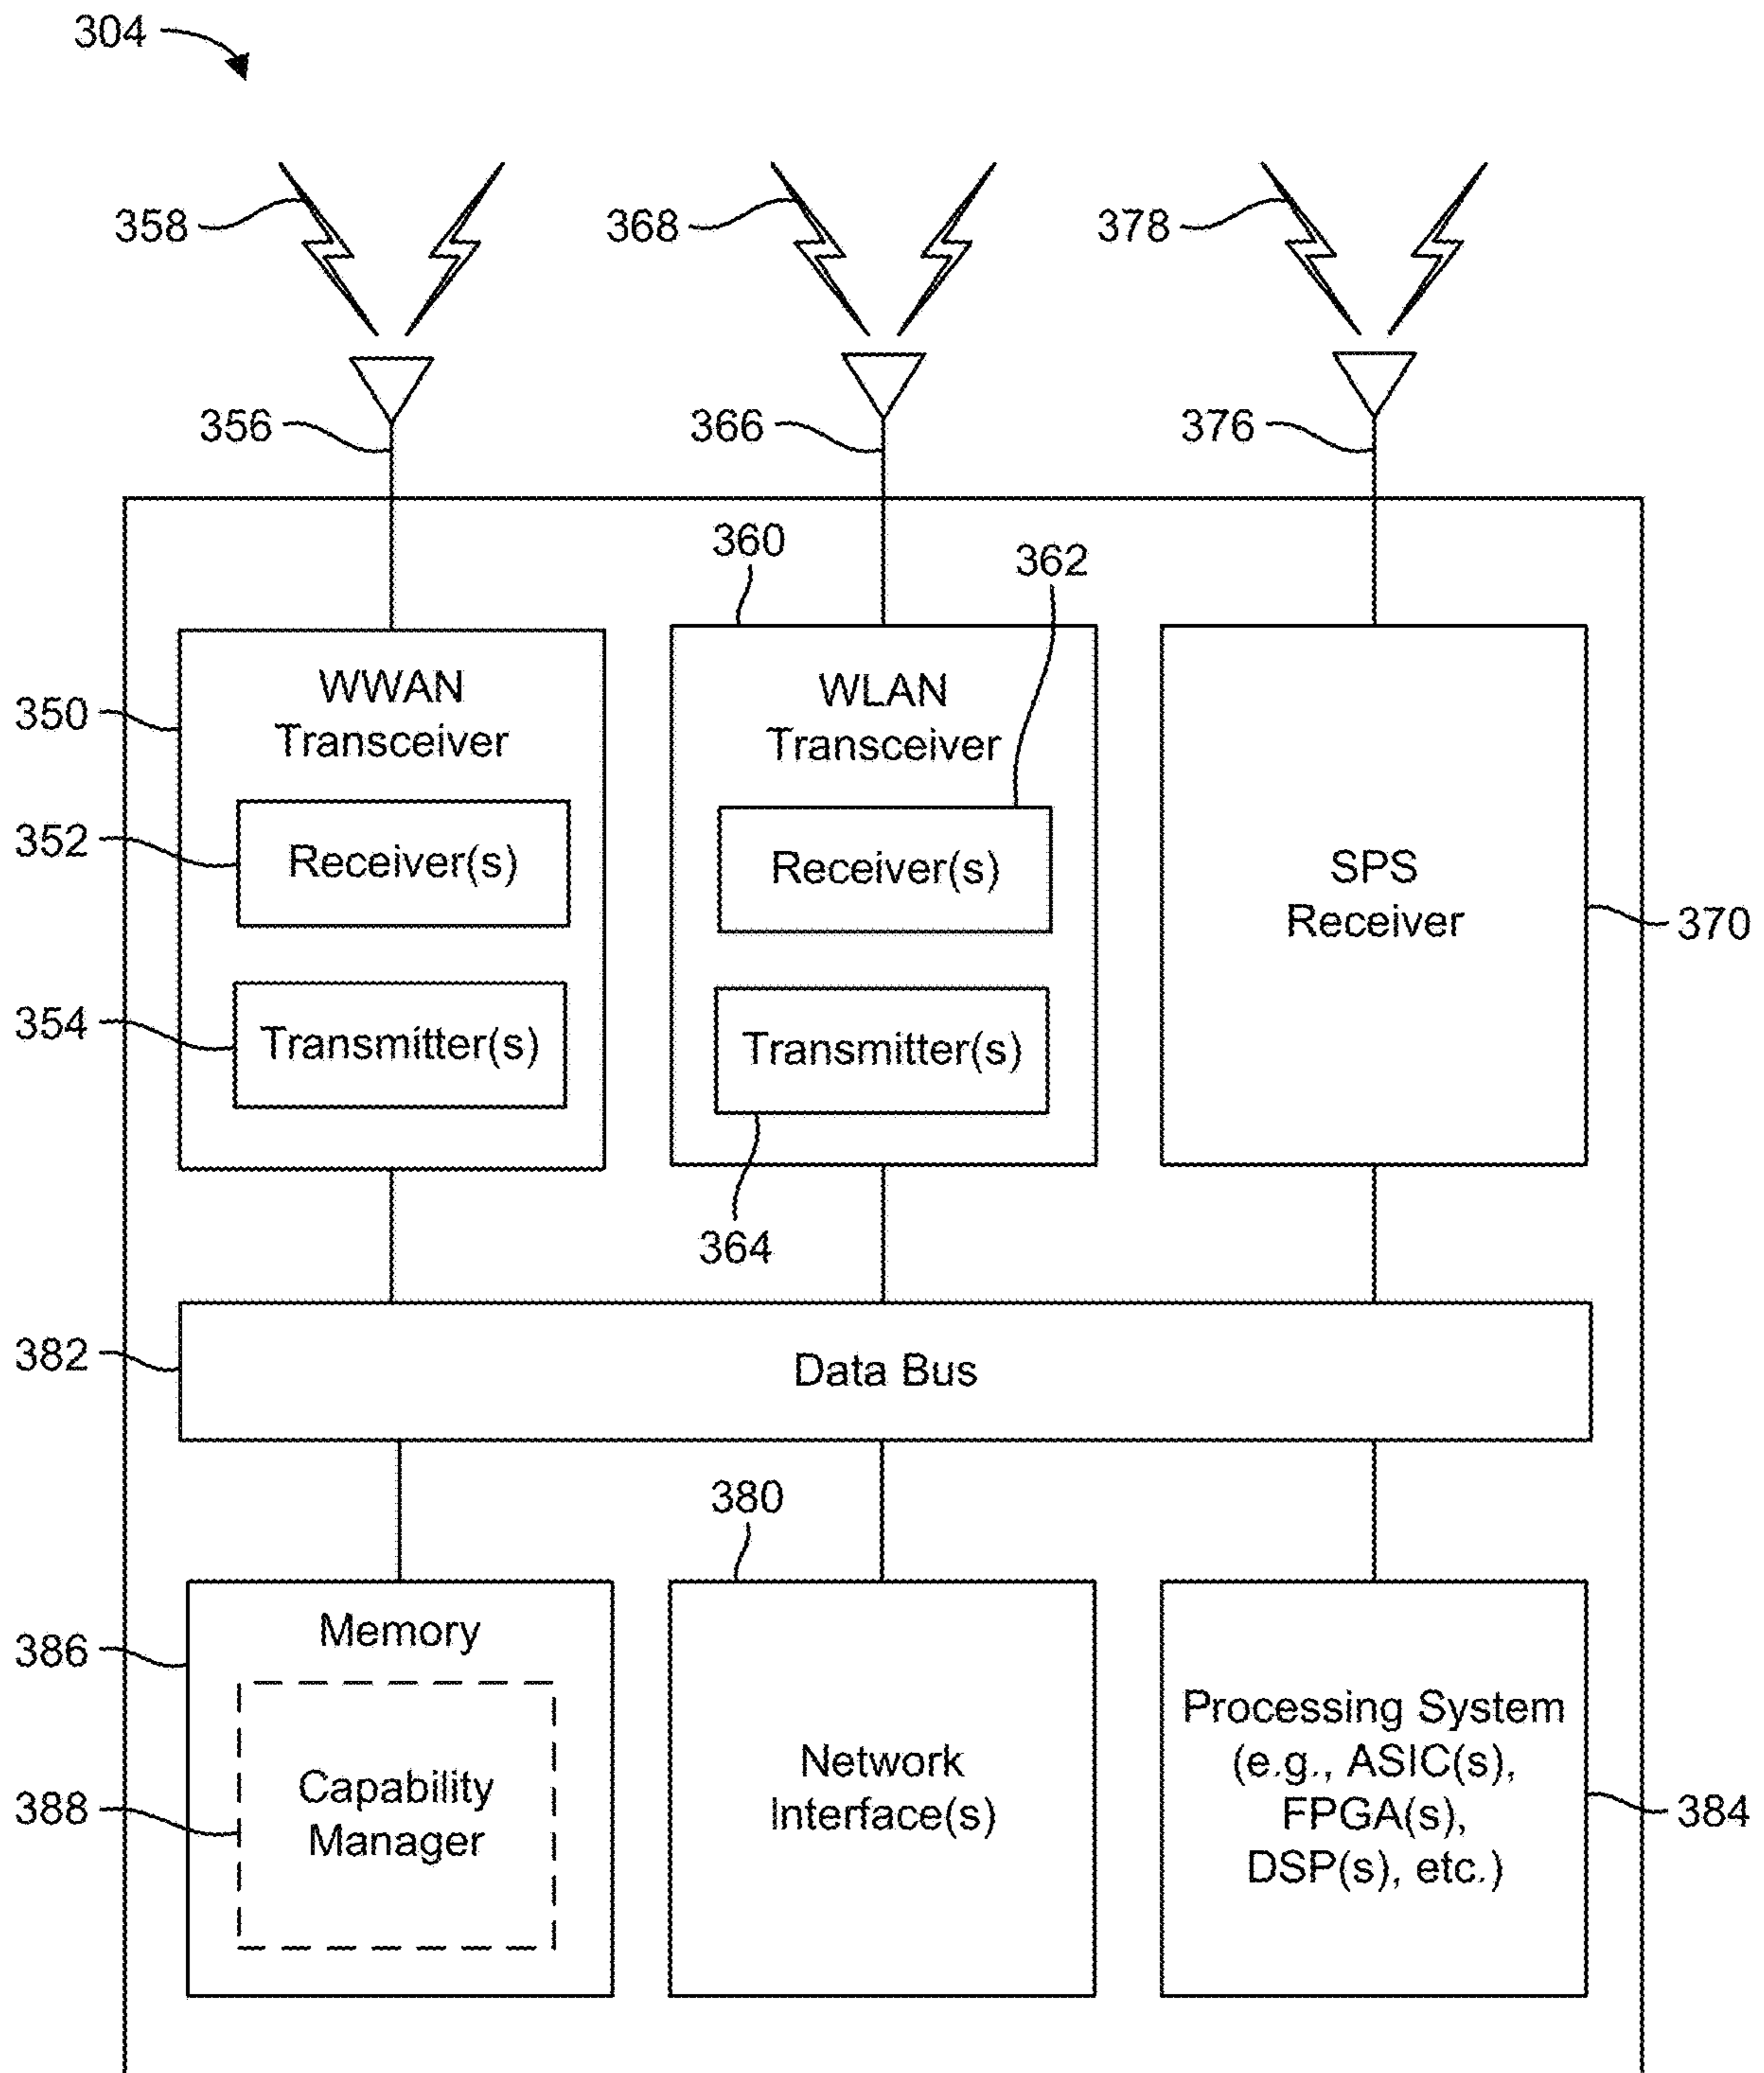 304
358
368
378
356
366
376
360
362
WWAN
Transceiver
WLAN
Transceiver
350
352
Receiver(s)
Receiver(s)
SPS
Receiver
370
354
Transmitter(s)
Transmitter(s)
364
382
Data Bus
380
386
Memory
388
Capability
Manager
Network
Interface(s)
Processing System
(e.g., ASIC(s),
FPGA(s),
DSP(s), etc.)
384